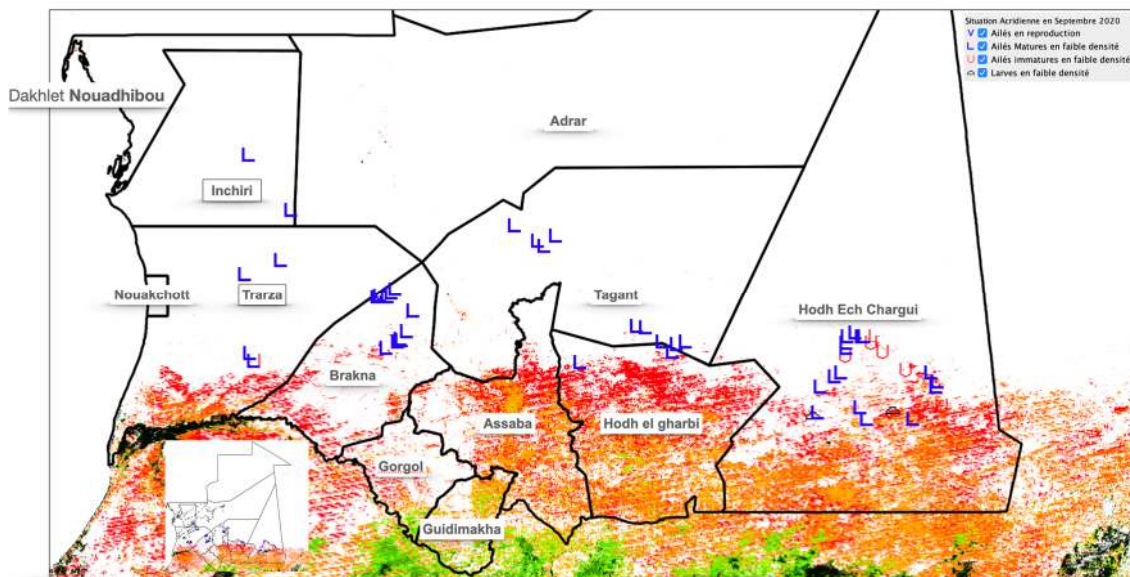 Situation Acridienne en Septembre 2020
Ailés en reproduction
Ailés Matures en faible densité
Ailés immatures en faible densité
Larves en faible densité
Dakhlet Nouadhibou
Adrar
Inchiri
Nouakchott
Trarza
Tagant
Hodh Ech Chargui
Brakna
Assaba
Hodh el gharbi
Gorgol
Guidimakha